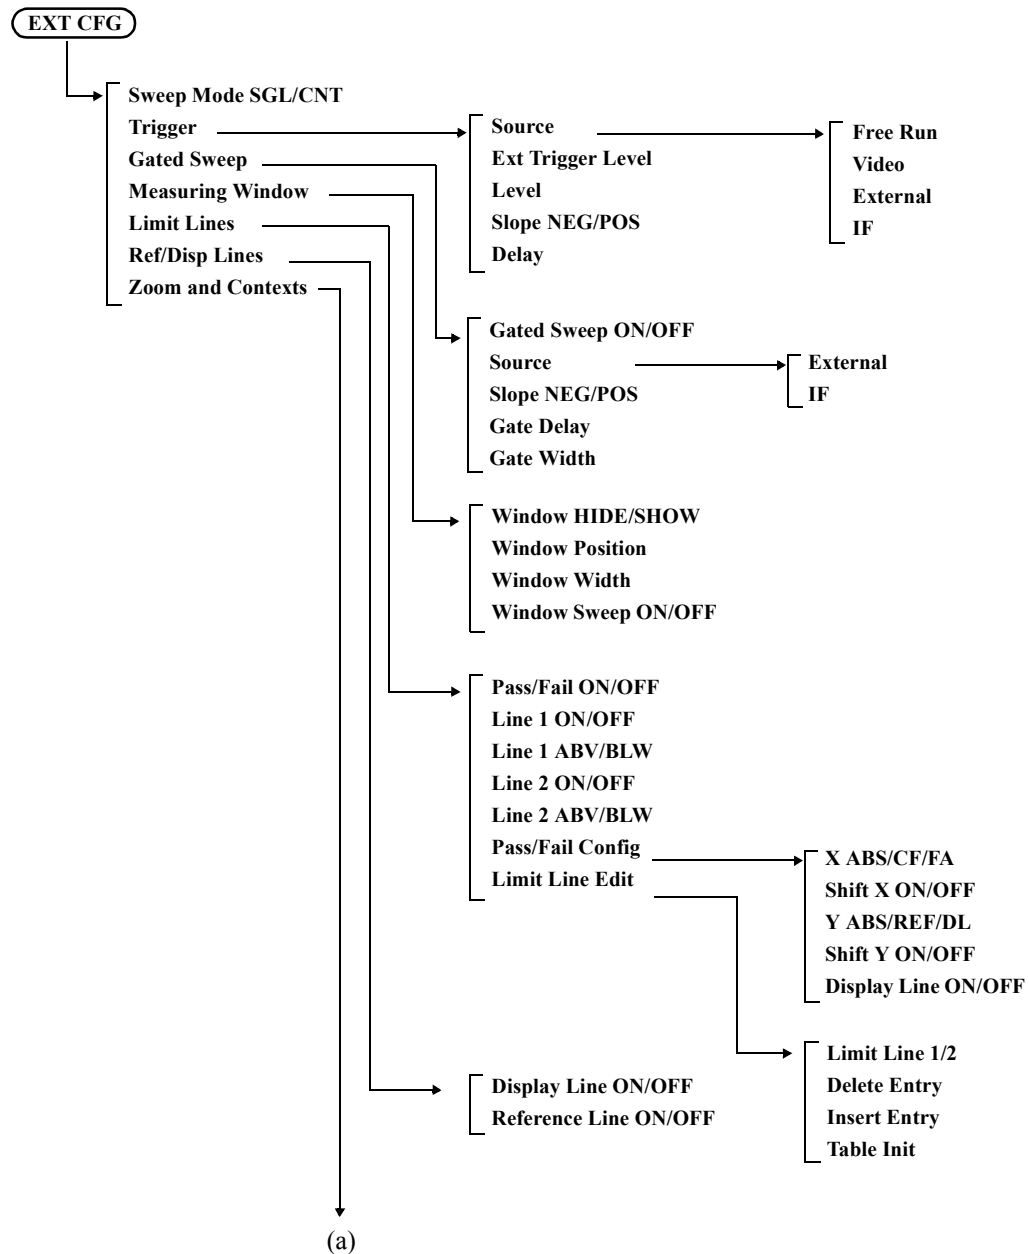 EXT CFG
Sweep Mode SGL/CNT
Trigger
Gated Sweep
Measuring Window
Limit Lines
Ref/Disp Lines
Zoom and Contexts
Source
Ext Trigger Level
Level
Slope NEG/POS
Delay
Free Run
Video
External
IF
Gated Sweep ON/OFF
Source
Slope NEG/POS
Gate Delay
Gate Width
External
IF
Window HIDE/SHOW
Window Position
Window Width
Window Sweep ON/OFF
Pass/Fail ON/OFF
Line 1 ON/OFF
Line 1 ABV/BLW
Line 2 ON/OFF
Line 2 ABV/BLW
Pass/Fail Config
Limit Line Edit
X ABS/CF/FA
Shift X ON/OFF
Y ABS/REF/DL
Shift Y ON/OFF
Display Line ON/OFF
Limit Line 1/2
Delete Entry
Insert Entry
Table Init
Display Line ON/OFF
Reference Line ON/OFF
(a)